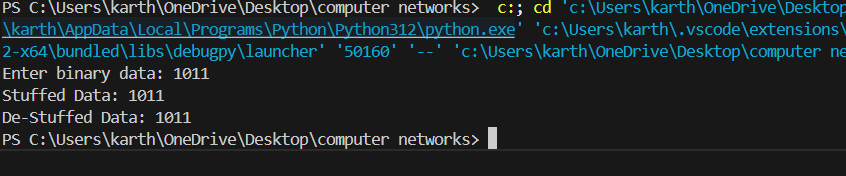 PS C:\Users\karth\OneDrive\Desktop\computer networks>  c:; cd 'c:\Users\karth\OneDrive\Desktop
\karth\AppData\Local\Programs\Python\Python312\python.exe' 'c:\Users\karth\.vscode\extensions\
2-x64\bundled\libs\debugpy\launcher' '50160' '--' 'c:\Users\karth\OneDrive\Desktop\computer ne
Enter binary data: 1011
Stuffed Data: 1011
De-Stuffed Data: 1011
PS C:\Users\karth\OneDrive\Desktop\computer networks>